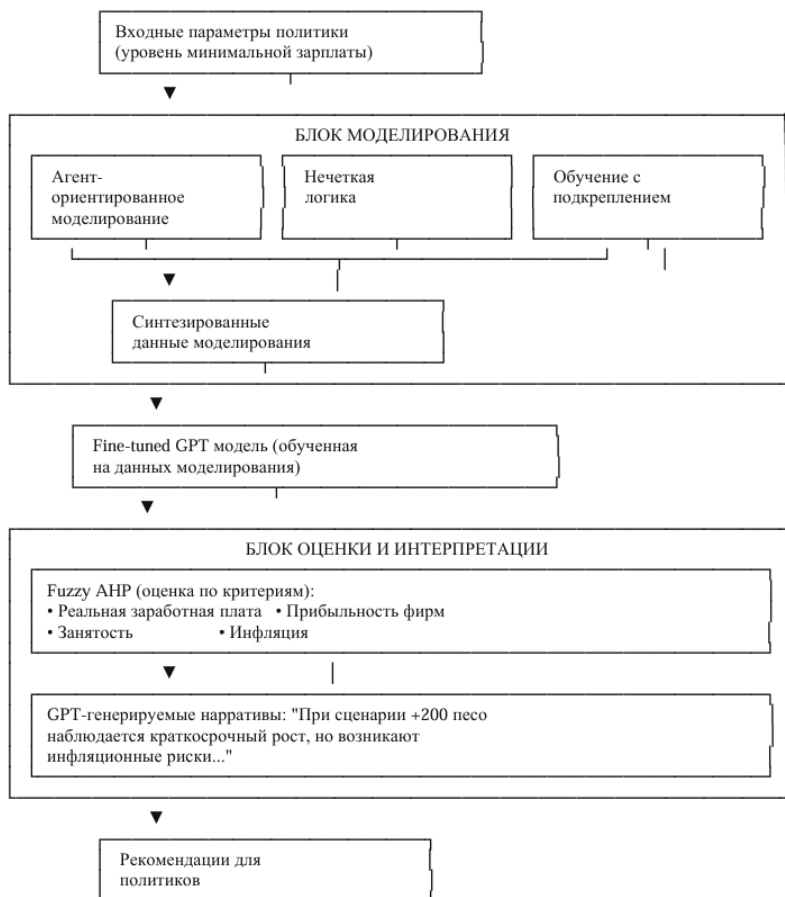 Входные параметры политики
(уровень минимальной зарплаты)
БЛОК МОДЕЛИРОВАНИЯ
Агент-
ориентированное
моделирование
Нечеткая
логика
Обучение с
подкреплением
Синтезированные
данные моделирования
Fine-tuned GPT модель (обученная
на данных моделирования)
БЛОК ОЦЕНКИ И ИНТЕРПРЕТАЦИИ
Fuzzy AHP (оценка по критериям):
• Реальная заработная плата • Прибыльность фирм
• Занятость • Инфляция
GPT-генерируемые нарративы: "При сценарии +200 песо
наблюдается краткосрочный рост, но возникают
инфляционные риски..."
Рекомендации для
политиков